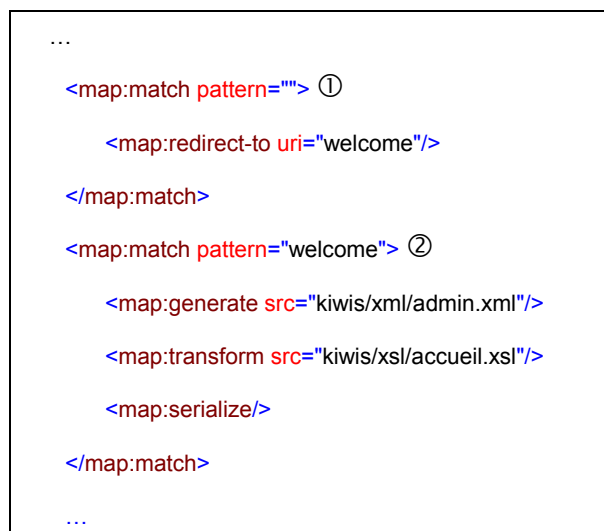 …
<map:match pattern=""> ①
<map:redirect-to uri="welcome"/>
</map:match>
<map:match pattern="welcome"> ②
<map:generate src="kiwis/xml/admin.xml"/>
<map:transform src="kiwis/xsl/accueil.xsl"/>
<map:serialize/>
</map:match>
…